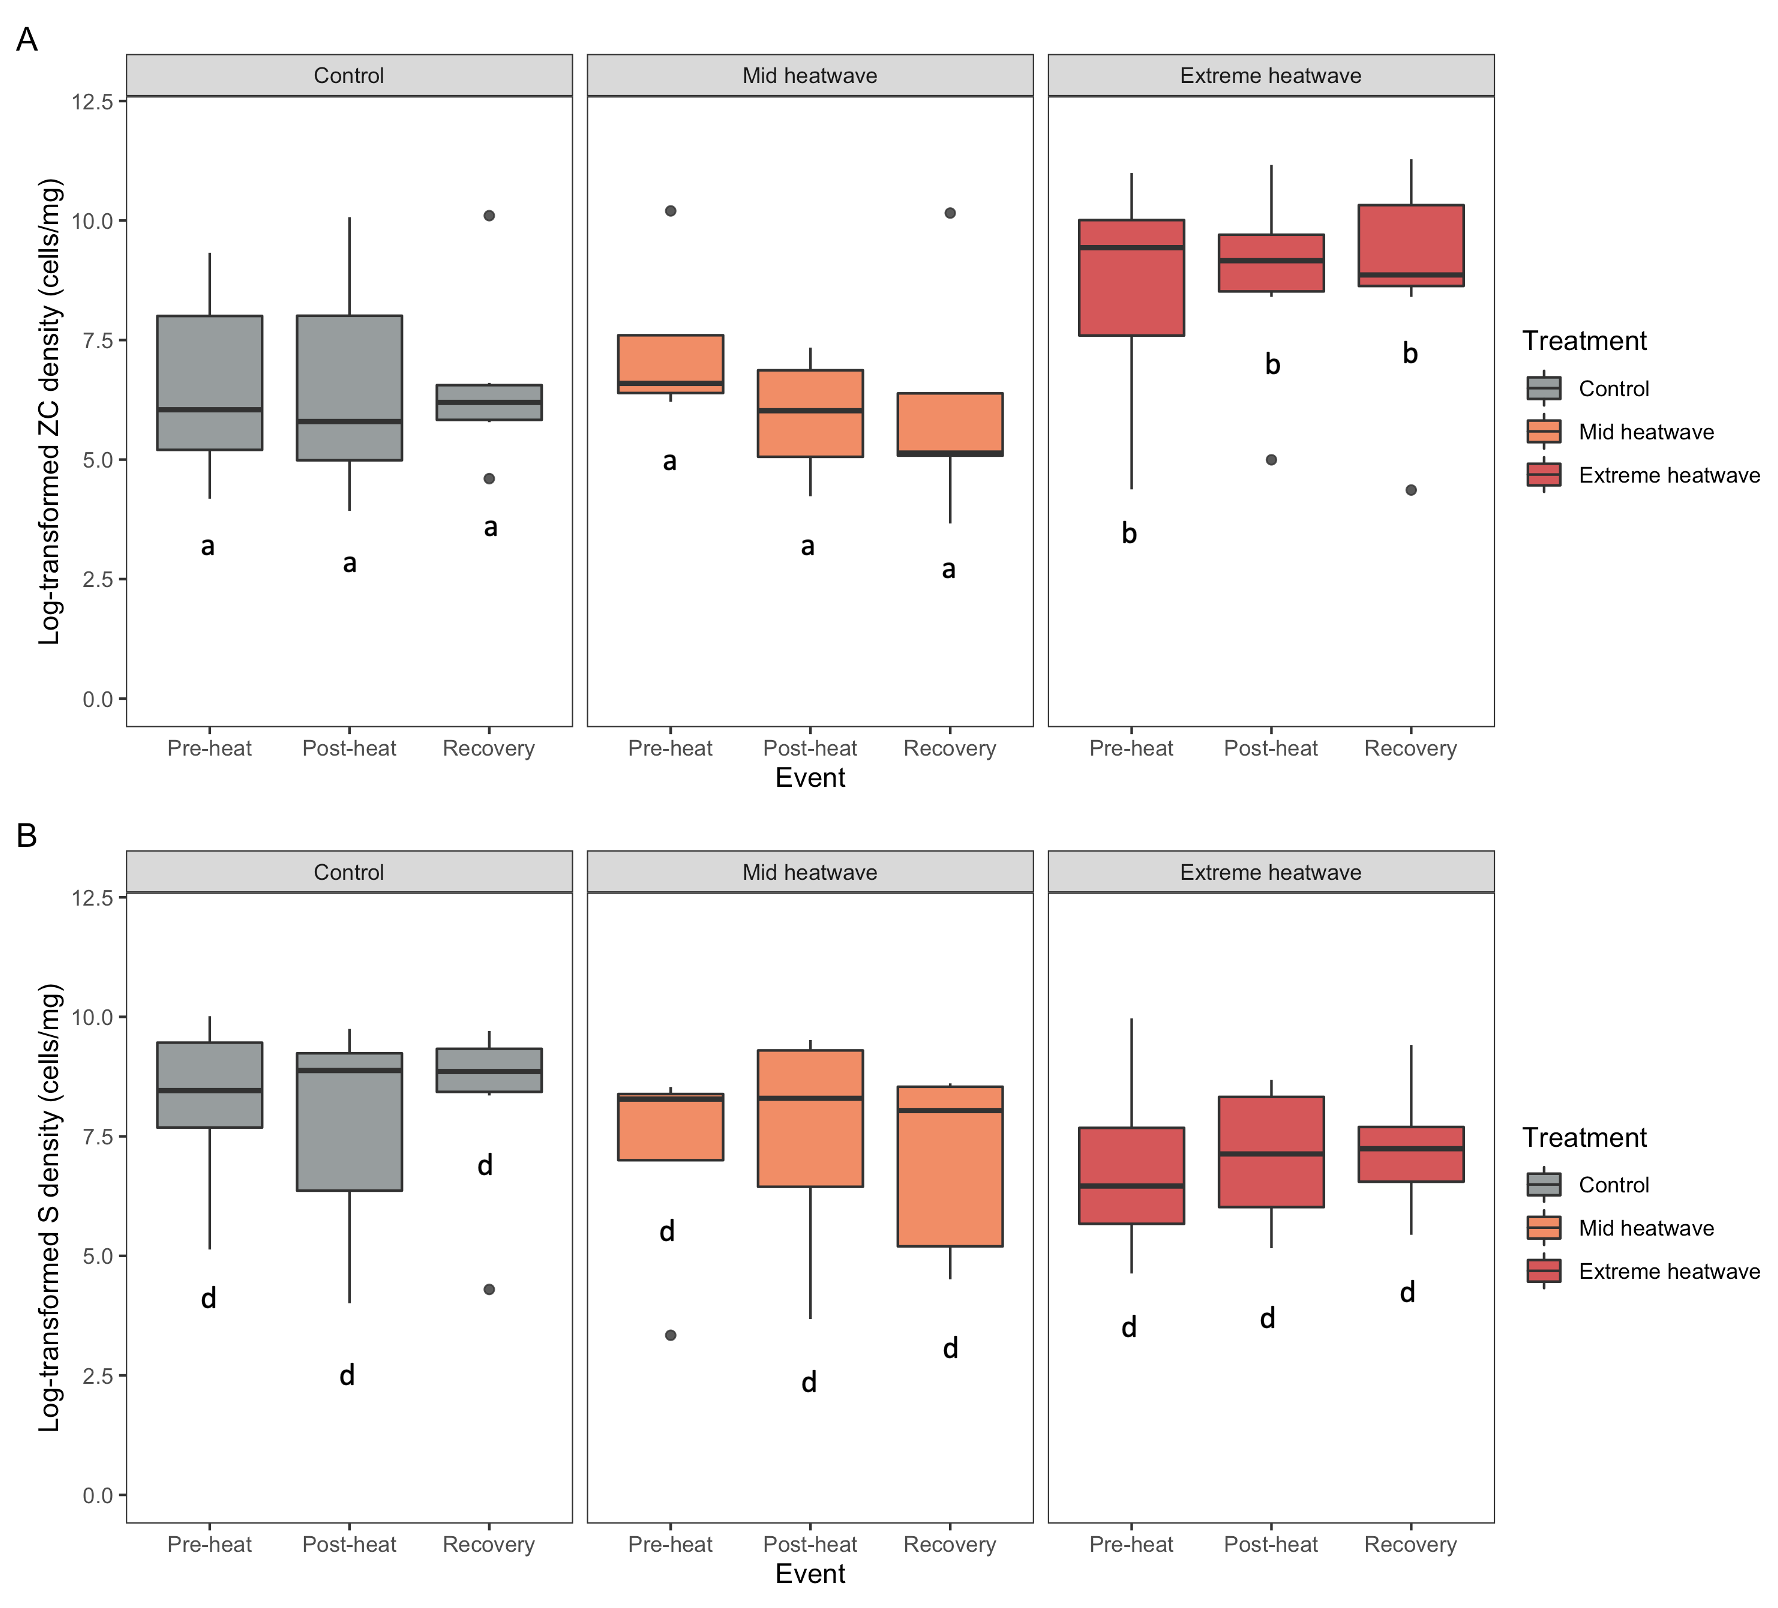 A
Control
Mid heatwave
Extreme heatwave
Log-transformed ZC density (cells/mg)
12.5
10.0
7.5
5.0
2.5
0.0
a
a
a
a
a
a
b
b
b
Pre-heat
Post-heat
Recovery
Pre-heat
Post-heat
Recovery
Pre-heat
Post-heat
Recovery
Event
Treatment
Control
Mid heatwave
Extreme heatwave
B
Control
Mid heatwave
Extreme heatwave
Log-transformed S density (cells/mg)
12.5
10.0
7.5
5.0
2.5
0.0
d
d
d
d
d
d
d
d
d
Pre-heat
Post-heat
Recovery
Pre-heat
Post-heat
Recovery
Pre-heat
Post-heat
Recovery
Event
Treatment
Control
Mid heatwave
Extreme heatwave